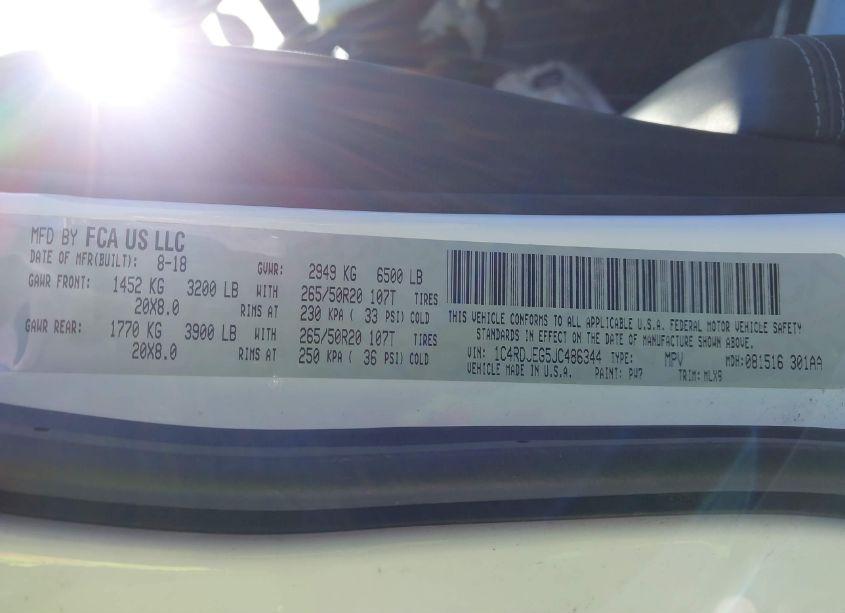 MFD BY FCA US LLC
DATE OF MFR(BUILT): 8-18 GVWR: 2949 KG 6500 LB
GAWR FRONT: 1452 KG 3200 LB WITH 265/50R20 107T TIRES
20X8.0 RIMS AT 230 KPA ( 33 PSI) COLD
GAWR REAR: 1770 KG 3900 LB WITH 265/50R20 107T TIRES
20X8.0 RIMS AT 250 KPA ( 36 PSI) COLD
THIS VEHICLE CONFORMS TO ALL APPLICABLE U.S.A. FEDERAL MOTOR VEHICLE SAFETY
STANDARDS IN EFFECT ON THE DATE OF MANUFACTURE SHOWN ABOVE.
VIN: 1C4RDJEG5JC486344 TYPE: MPV MDH: 081516 301AA
VEHICLE MADE IN U.S.A. PAINT: PW7 TRIM: MLX9